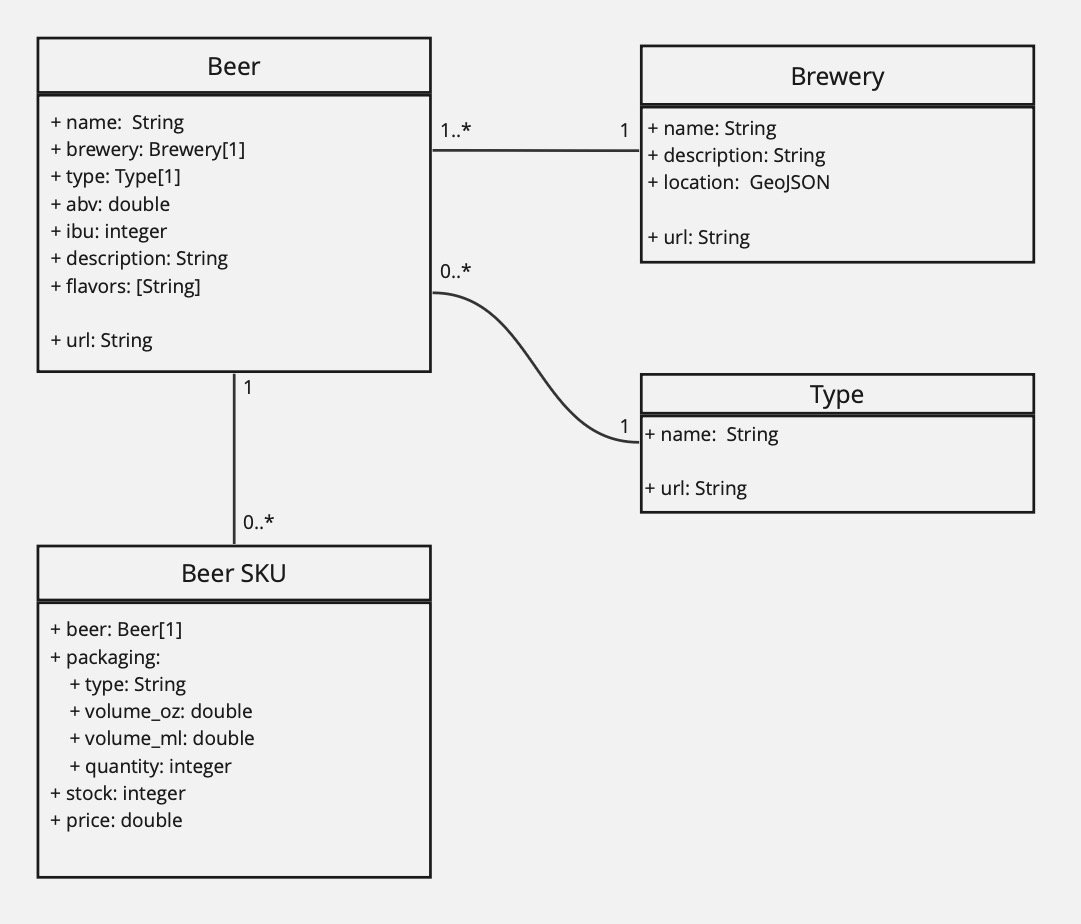 Beer
+ name:  String
+ brewery: Brewery[1]
+ type: Type[1]
+ abv: double
+ ibu: integer
+ description: String
+ flavors: [String]
+ url: String
1..*
1
0..*
1
Brewery
+ name: String
+ description: String
+ location:  GeoJSON
+ url: String
Type
+ name:  String
+ url: String
1
0..*
Beer SKU
+ beer: Beer[1]
+ packaging:
+ type: String
+ volume_oz: double
+ volume_ml: double
+ quantity: integer
+ stock: integer
+ price: double